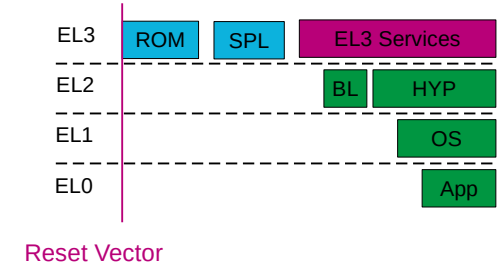 EL3 ROM SPL EL3 Services
EL2 BL HYP
EL1 OS
EL0 App
Reset Vector